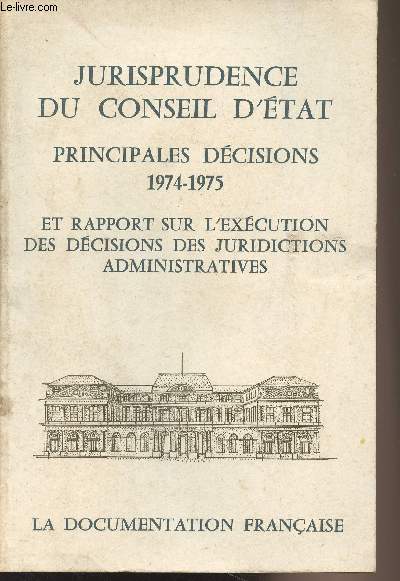 Le-livre.com
JURISPRUDENCE
DU CONSEIL D'ÉTAT
PRINCIPALES DÉCISIONS
1974-1975
ET RAPPORT SUR L'EXÉCUTION
DES DÉCISIONS DES JURIDICTIONS
ADMINISTRATIVES
LA DOCUMENTATION FRANÇAISE